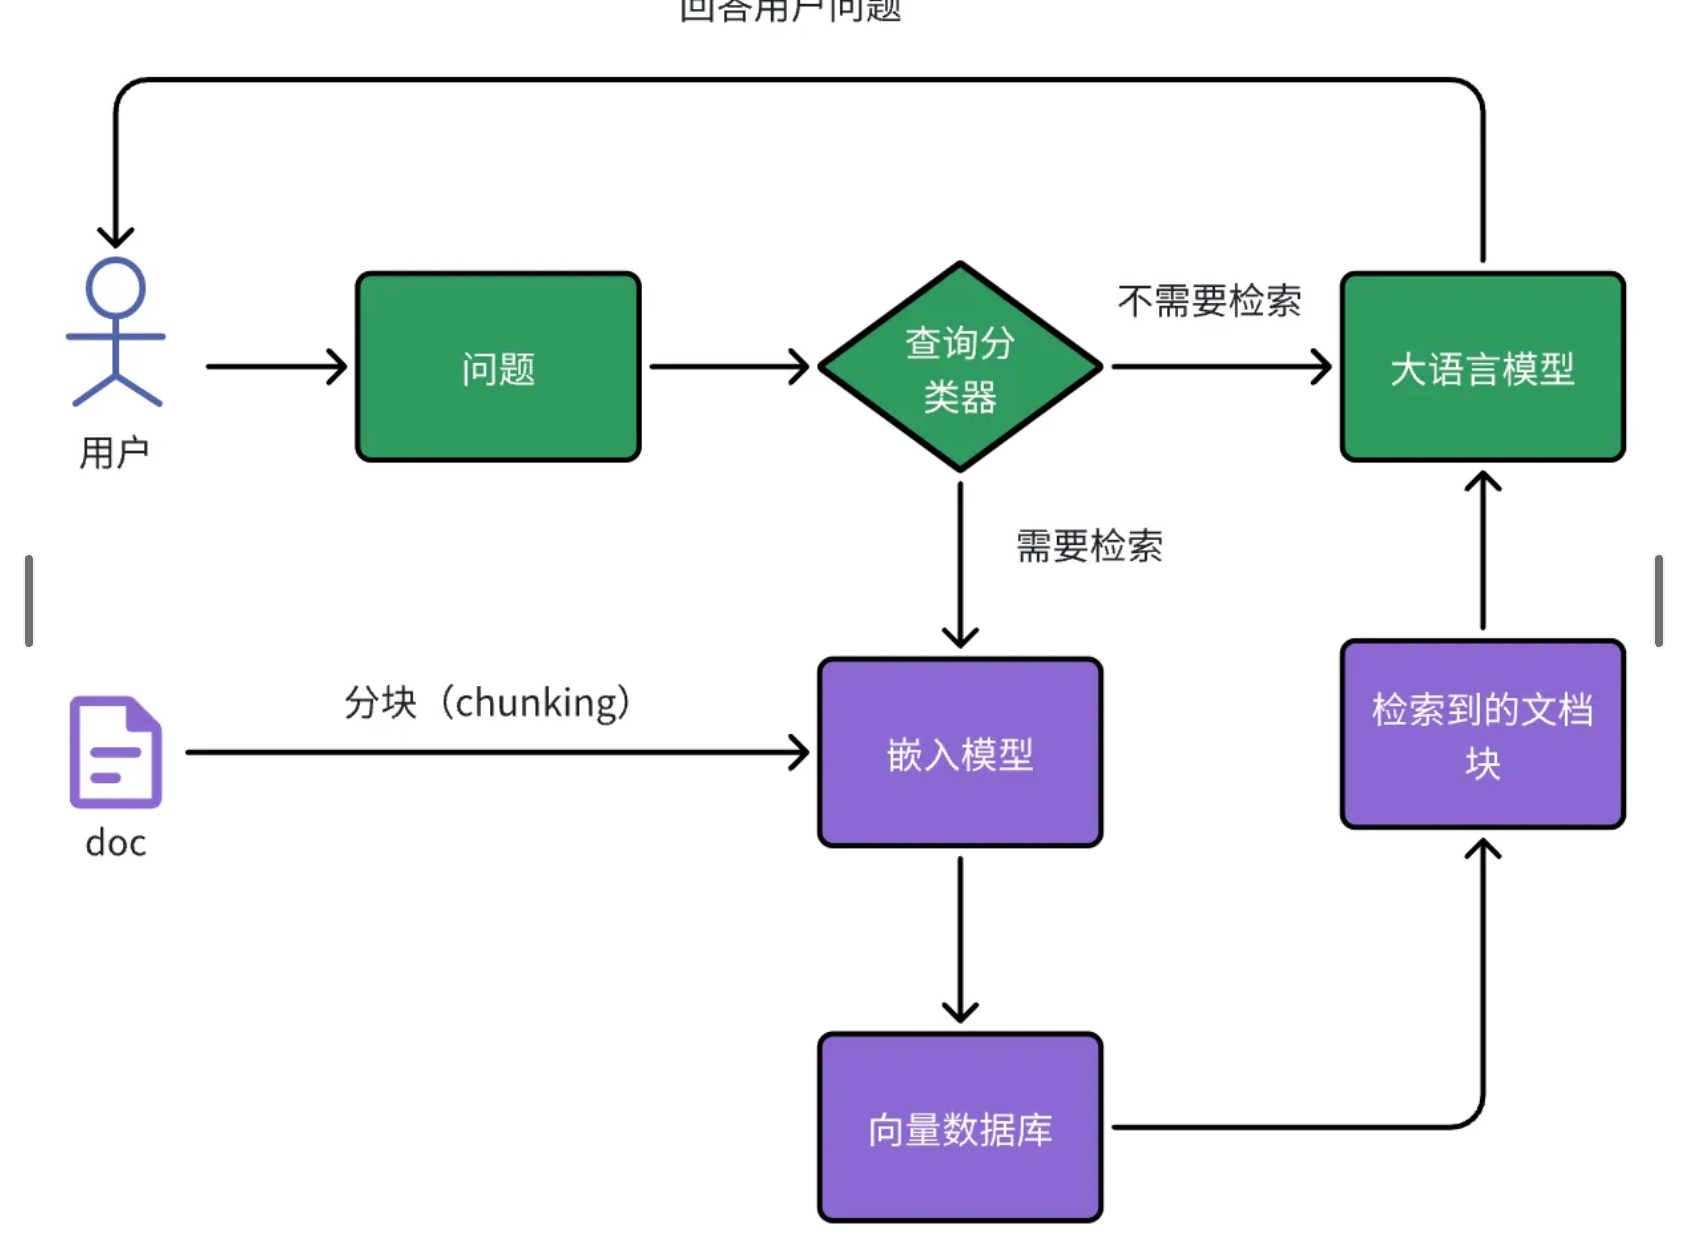 回答用户问题
不需要检索
查询分
类器
问题
大语言模型
用户
需要检索
分块（chunking）
嵌入模型
检索到的文档
块
doc
向量数据库